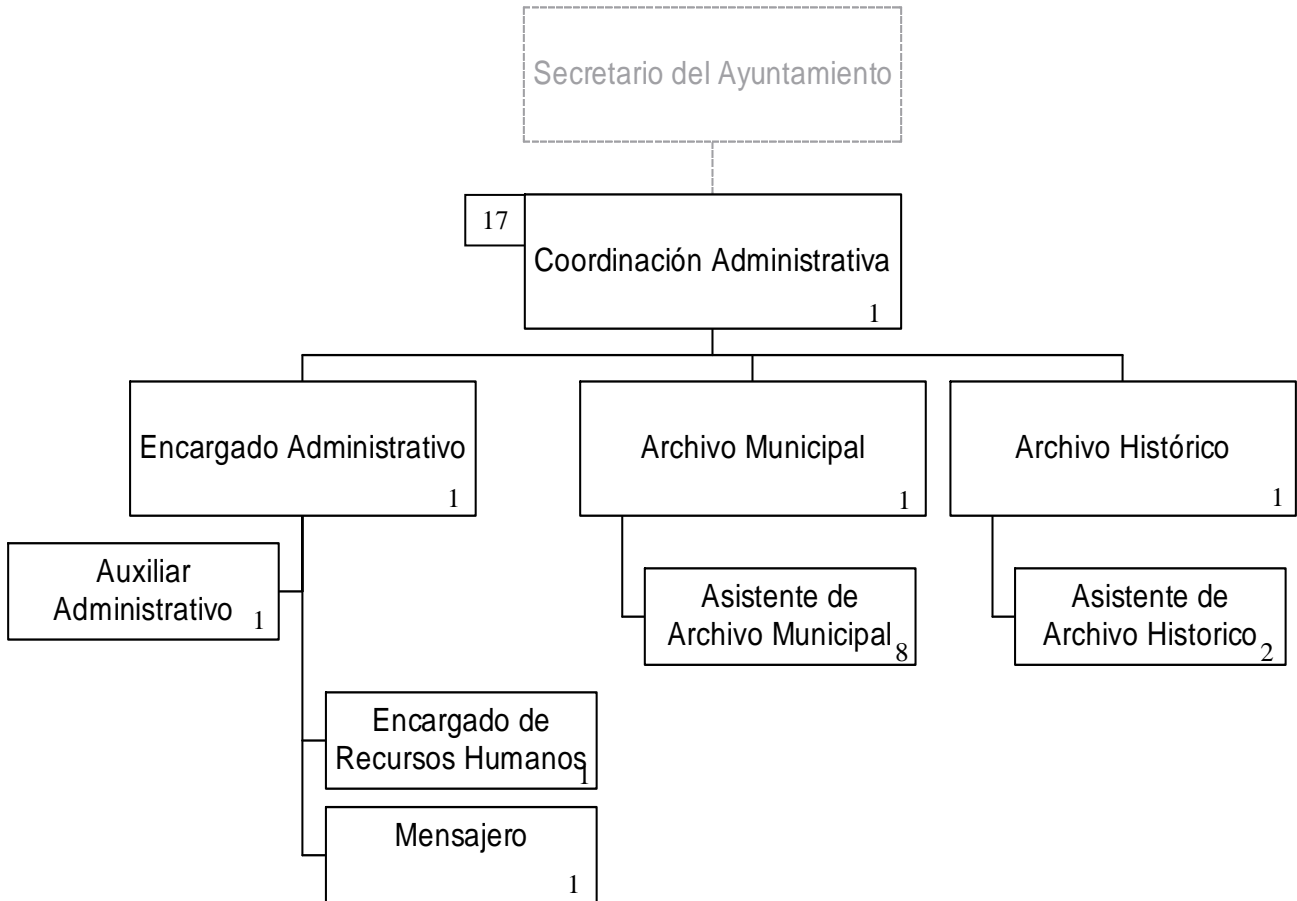 Secretario del Ayuntamiento
17
Coordinación Administrativa
1
Encargado Administrativo
1
Archivo Municipal
1
Archivo Histórico
1
Auxiliar
Administrativo
1
Asistente de
Archivo Municipal
8
Asistente de
Archivo Historico
2
Encargado de
Recursos Humanos
1
Mensajero
1